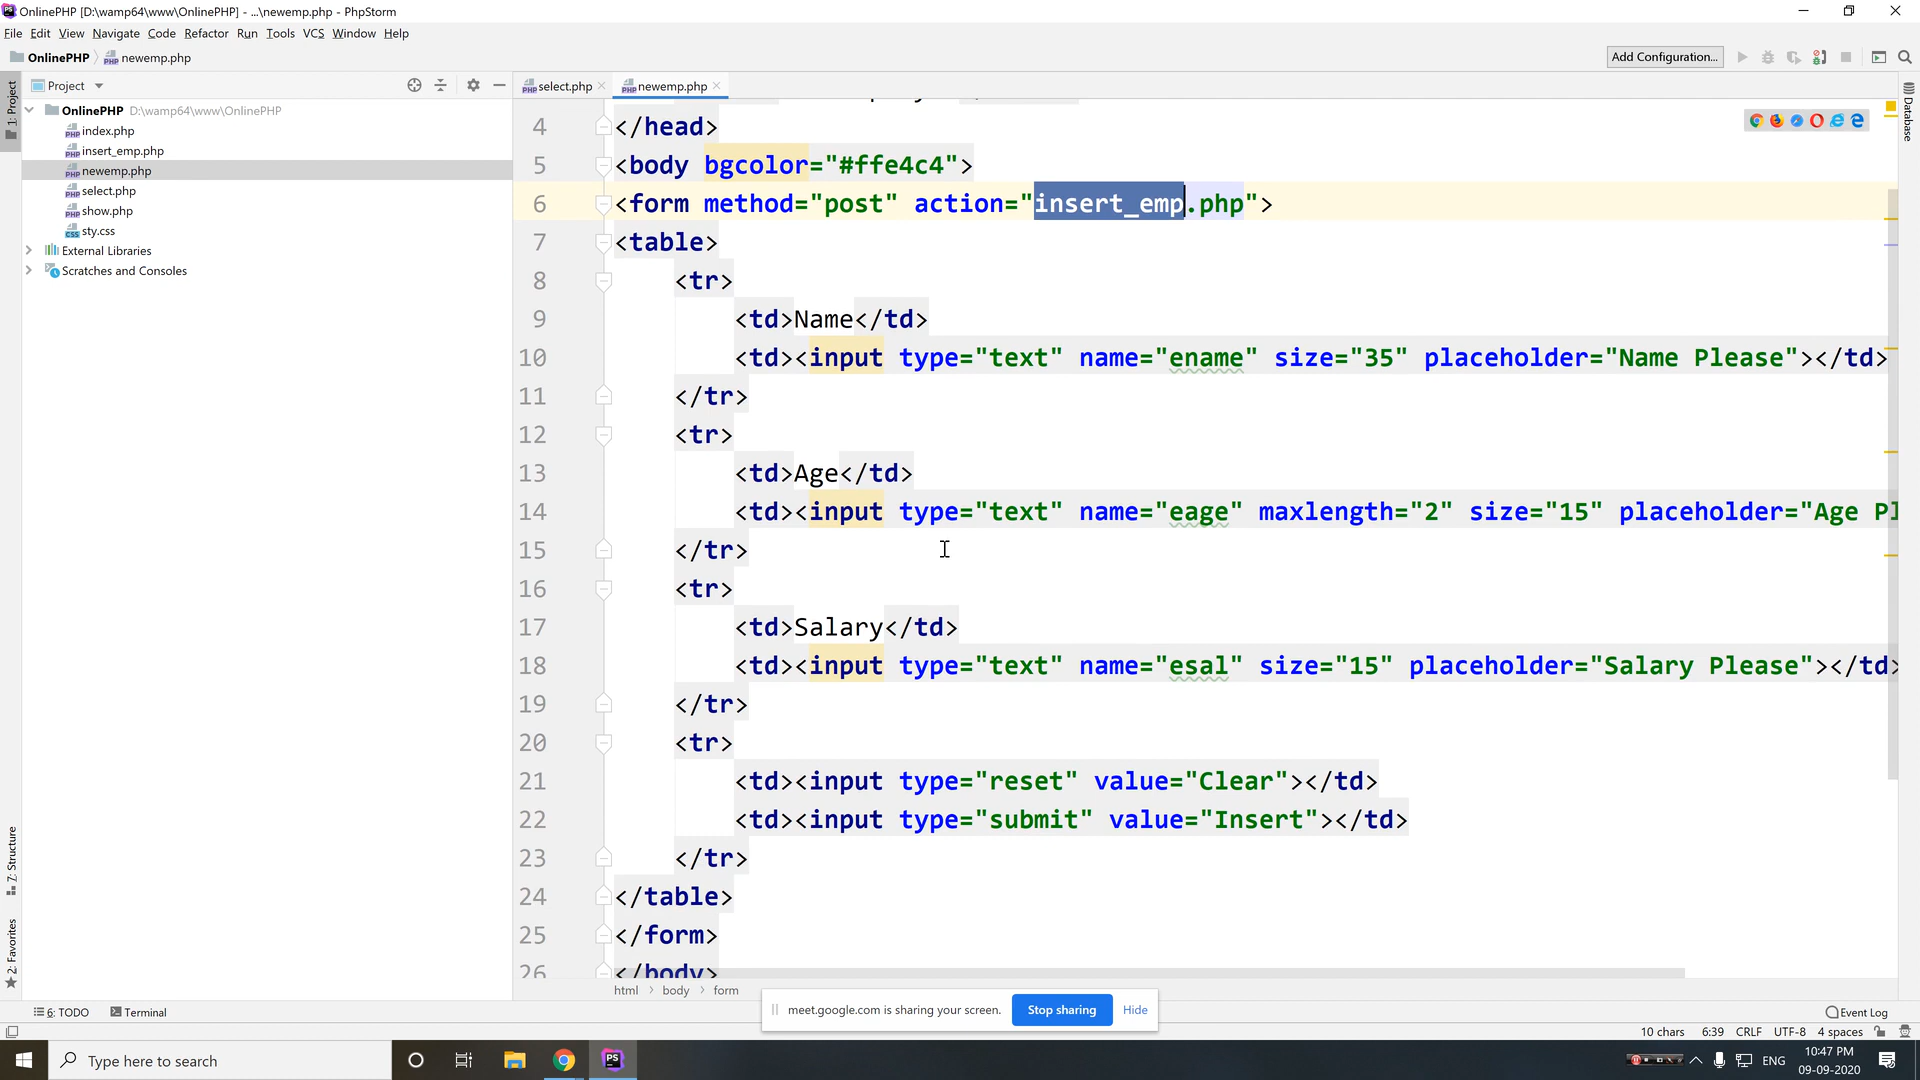 OnlinePHP [D:\wamp64\www\OnlinePHP] - ...\newemp.php - PhpStorm
File Edit View Navigate Code Refactor Run Tools VCS Window Help
OnlinePHP newemp.php
Add Configuration...
Project
select.php
newemp.php
1: Project
Database
OnlinePHP D:\wamp64\www\OnlinePHP
index.php
insert_emp.php
newemp.php
select.php
show.php
sty.css
External Libraries
Scratches and Consoles
4 </head>
5 <body bgcolor="#ffe4c4">
6 <form method="post" action="insert_emp.php">
7 <table>
8 <tr>
9 <td>Name</td>
10 <td><input type="text" name="ename" size="35" placeholder="Name Please"></td>
11 </tr>
12 <tr>
13 <td>Age</td>
14 <td><input type="text" name="eage" maxlength="2" size="15" placeholder="Age Pl
15 </tr>
16 <tr>
17 <td>Salary</td>
18 <td><input type="text" name="esal" size="15" placeholder="Salary Please"></td>
19 </tr>
20 <tr>
21 <td><input type="reset" value="Clear"></td>
22 <td><input type="submit" value="Insert"></td>
23 </tr>
24 </table>
25 </form>
26 </body>
7: Structure
2: Favorites
html > body > form
meet.google.com is sharing your screen. Stop sharing Hide
6: TODO Terminal
Event Log
10 chars 6:39 CRLF UTF-8 4 spaces
Type here to search
PS
ENG
10:47 PM
09-09-2020